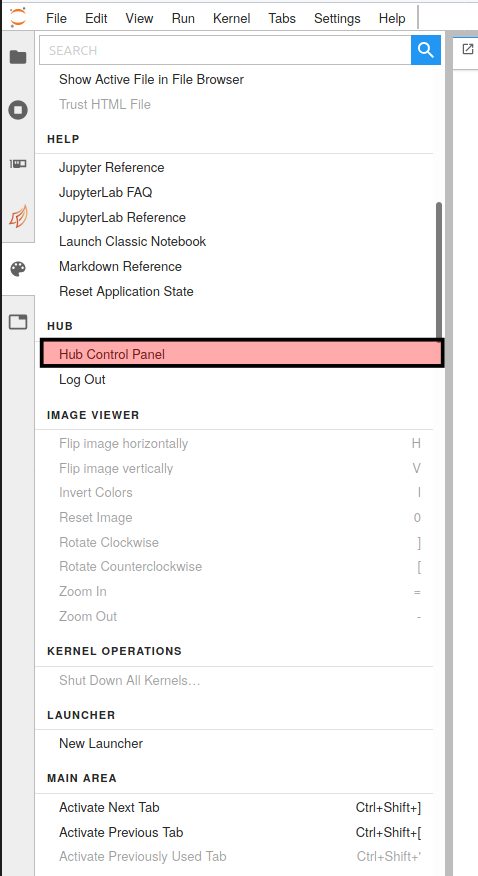 File Edit View Run Kernel Tabs Settings Help
SEARCH
Show Active File in File Browser
Trust HTML File
HELP
Jupyter Reference
JupyterLab FAQ
JupyterLab Reference
Launch Classic Notebook
Markdown Reference
Reset Application State
HUB
Hub Control Panel
Log Out
IMAGE VIEWER
Flip image horizontally H
Flip image vertically V
Invert Colors I
Reset Image 0
Rotate Clockwise ]
Rotate Counterclockwise [
Zoom In =
Zoom Out -
KERNEL OPERATIONS
Shut Down All Kernels…
LAUNCHER
New Launcher
MAIN AREA
Activate Next Tab Ctrl+Shift+]
Activate Previous Tab Ctrl+Shift+[
Activate Previously Used Tab Ctrl+Shift+'